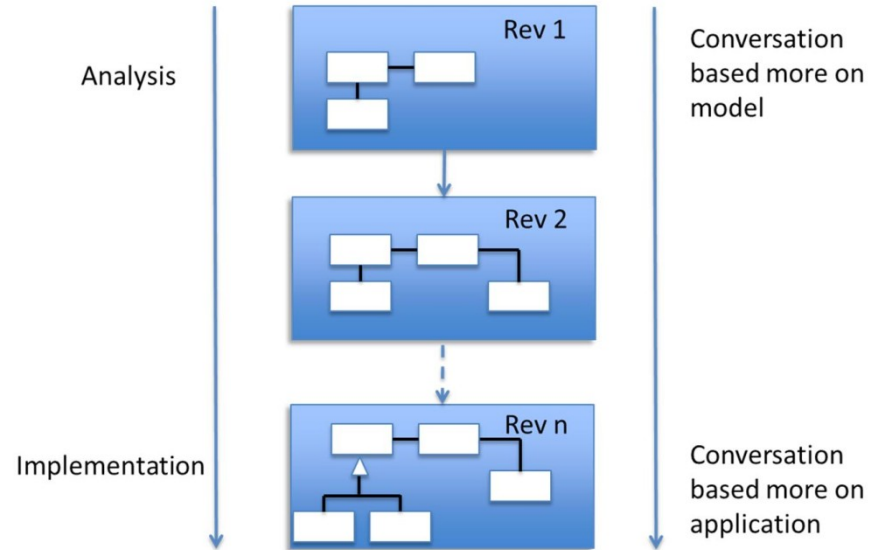 Rev 1
Analysis
Conversation
based more on
model
Rev 2
Rev n
Implementation
Conversation
based more on
application